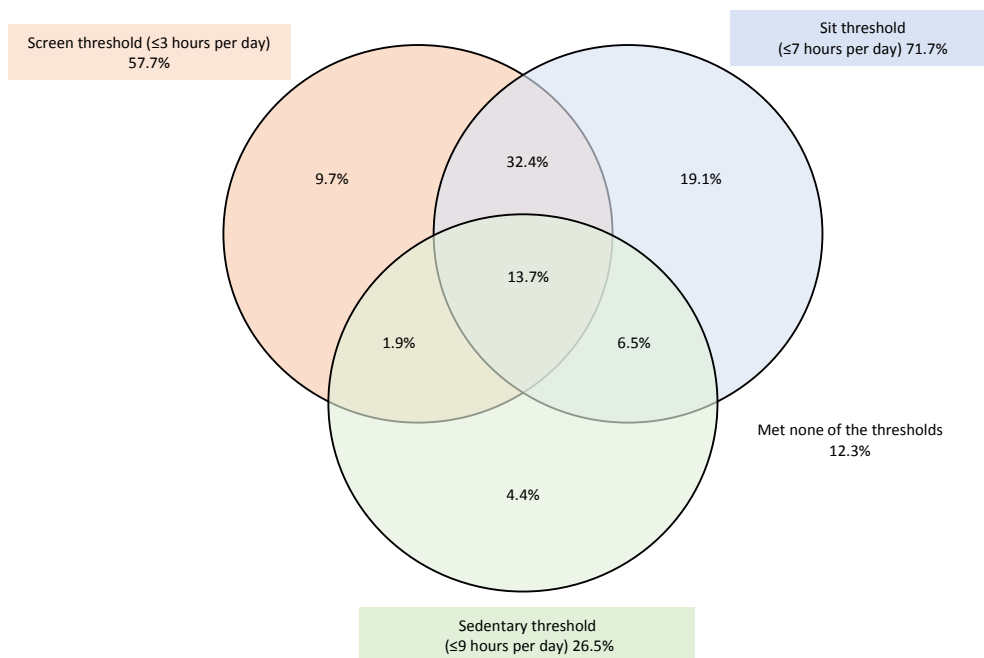 Screen threshold (≤3 hours per day)
57.7%
Sit threshold
(≤7 hours per day) 71.7%
32.4%
9.7%
19.1%
13.7%
1.9%
6.5%
Met none of the thresholds
12.3%
4.4%
Sedentary threshold
(≤9 hours per day) 26.5%